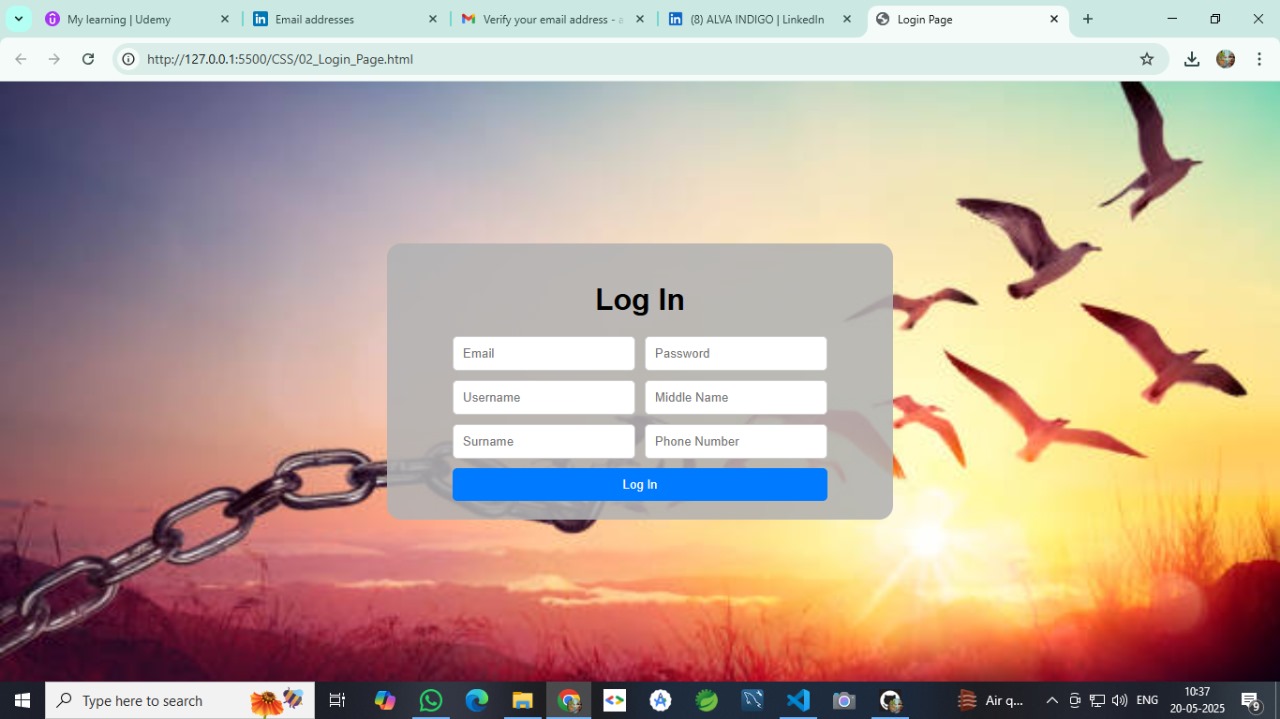 My learning | Udemy
Email addresses
Verify your email address - a
(8) ALVA INDIGO | LinkedIn
Login Page
http://127.0.0.1:5500/CSS/02_Login_Page.html
Log In
Email
Password
Username
Middle Name
Surname
Phone Number
Log In
Type here to search
Air q...
ENG
10:37
20-05-2025
9